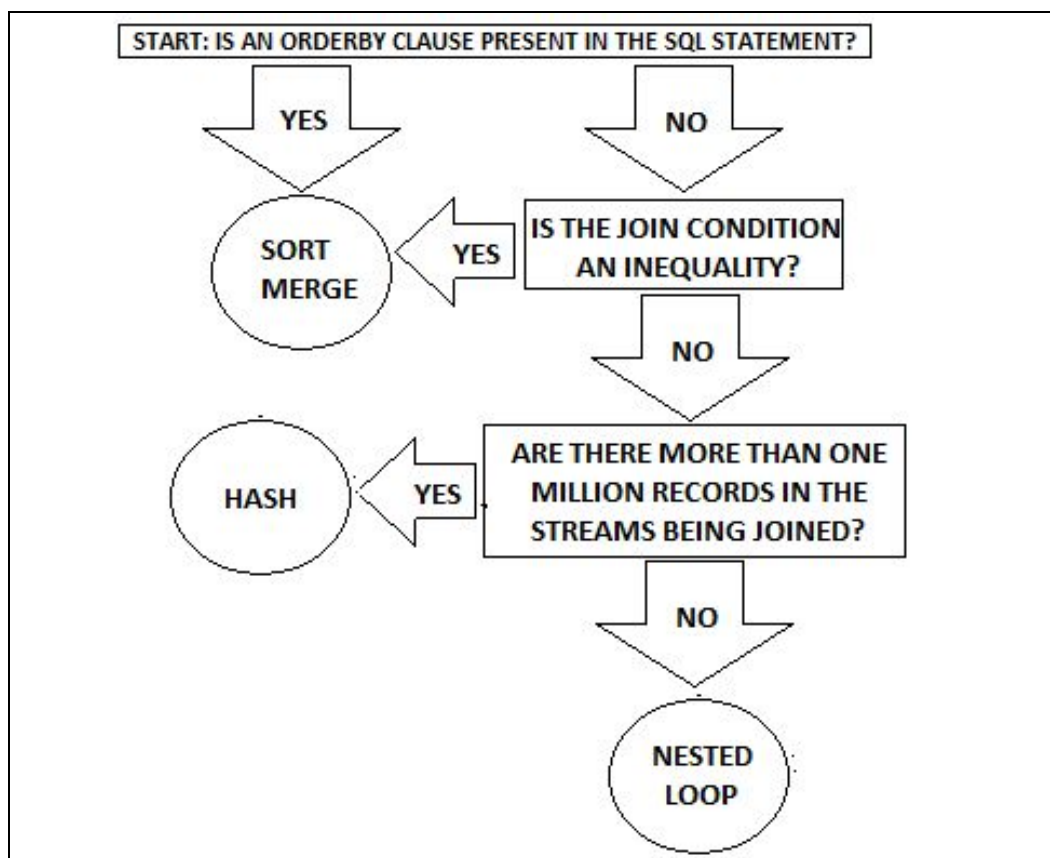 START: IS AN ORDERBY CLAUSE PRESENT IN THE SQL STATEMENT?
YES
NO
SORT
MERGE
YES
IS THE JOIN CONDITION
AN INEQUALITY?
NO
HASH
YES
ARE THERE MORE THAN ONE
MILLION RECORDS IN THE
STREAMS BEING JOINED?
NO
NESTED
LOOP